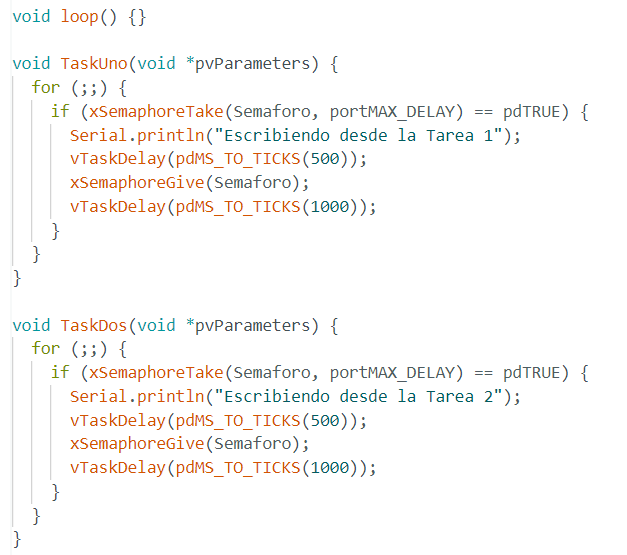 void loop() {}

void TaskUno(void *pvParameters) {
  for (;;) {
    if (xSemaphoreTake(Semaforo, portMAX_DELAY) == pdTRUE) {
      Serial.println("Escribiendo desde la Tarea 1");
      vTaskDelay(pdMS_TO_TICKS(500));
      xSemaphoreGive(Semaforo);
      vTaskDelay(pdMS_TO_TICKS(1000));
    }
  }
}

void TaskDos(void *pvParameters) {
  for (;;) {
    if (xSemaphoreTake(Semaforo, portMAX_DELAY) == pdTRUE) {
      Serial.println("Escribiendo desde la Tarea 2");
      vTaskDelay(pdMS_TO_TICKS(500));
      xSemaphoreGive(Semaforo);
      vTaskDelay(pdMS_TO_TICKS(1000));
    }
  }
}